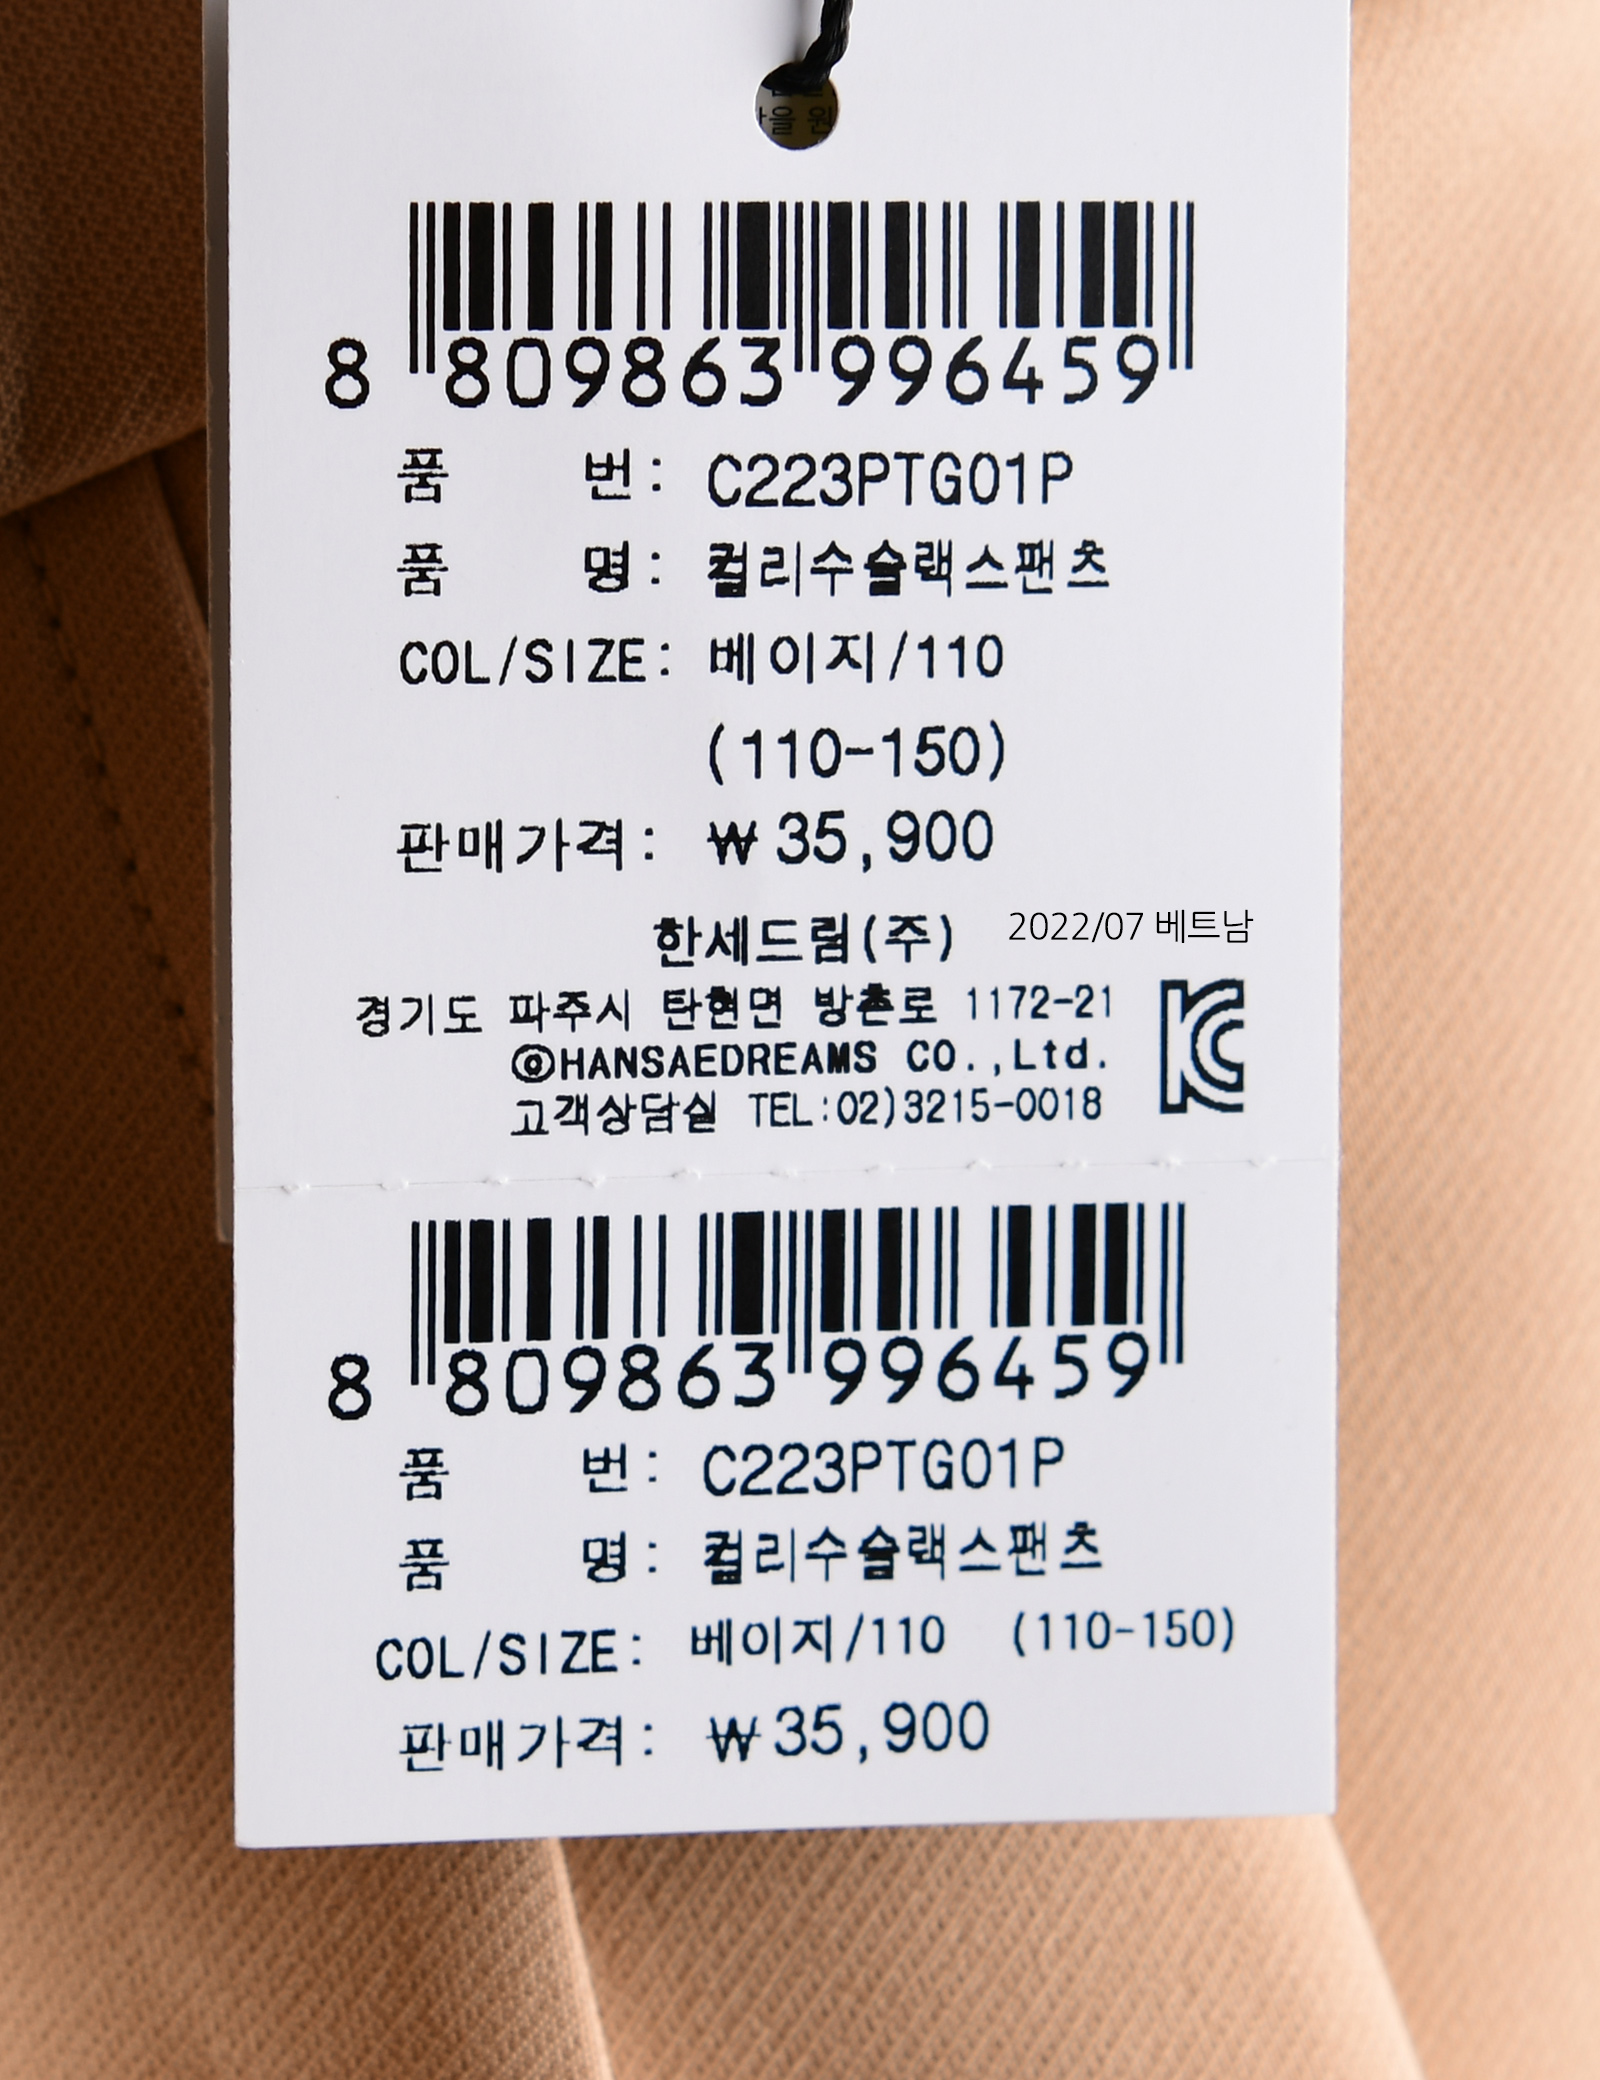 을 원
8 809863 996459
품 번: C223PTG01P
품 명: 컬리수슬랙스팬츠
COL/SIZE: 베이지/110
(110-150)
판매가격: ₩35,900
한세드림(주) 2022/07 베트남
경기도 파주시 탄현면 방촌로 1172-21
@HANSAEDREAMS CO.,Ltd.
고객상담실 TEL:02)3215-0018
KC
8 809863 996459
품 번: C223PTG01P
품 명: 컬리수슬랙스팬츠
COL/SIZE: 베이지/110 (110-150)
판매가격: ₩35,900